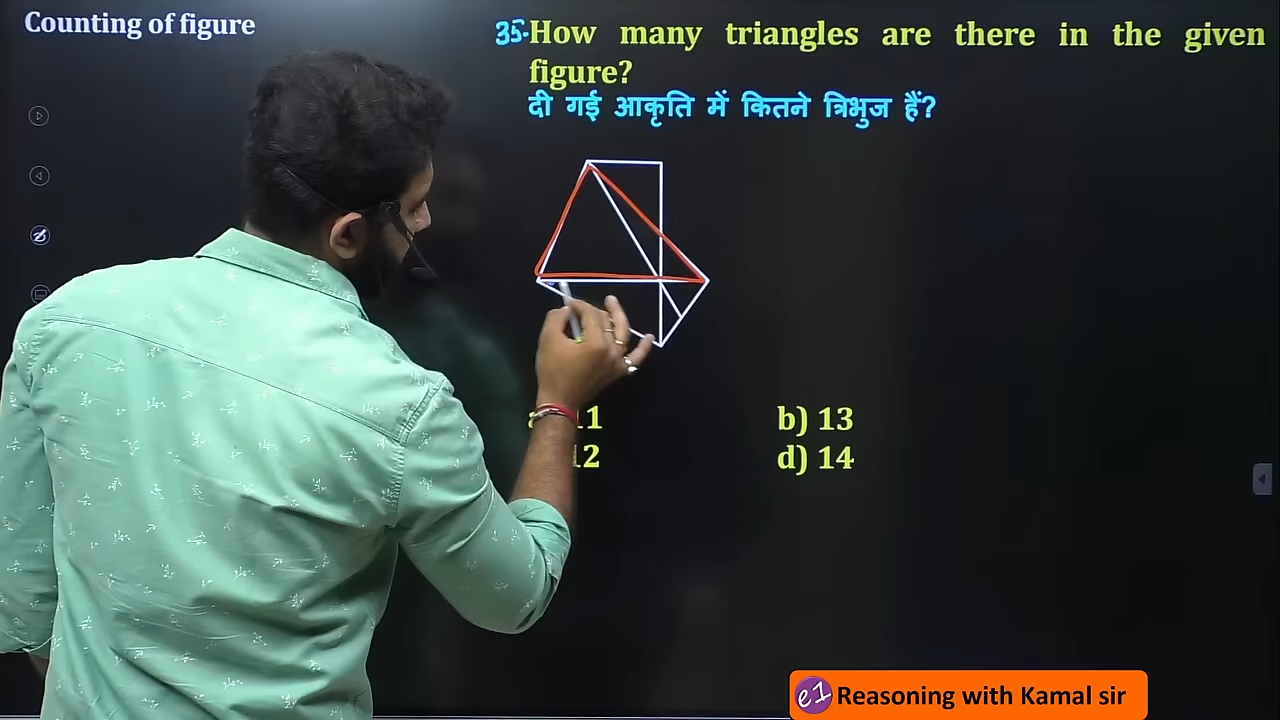 Counting of figure
35. How many triangles are there in the given
figure?
दी गई आकृति में कितने त्रिभुज हैं?
b) 13
d) 14
e1 Reasoning with Kamal sir